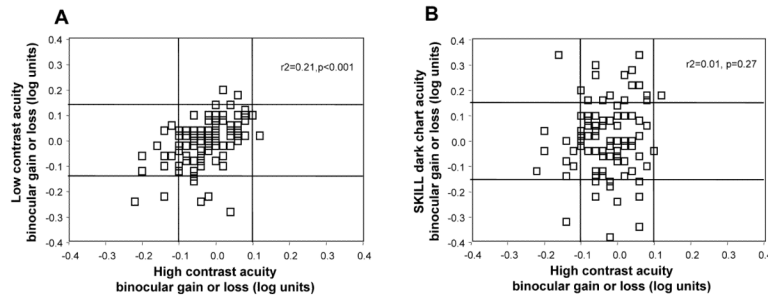 A
Low contrast acuity
binocular gain or loss (log units)
0.4
0.3
0.2
0.1
0.0
-0.1
-0.2
-0.3
-0.4
r2=0.21,p<0.001
-0.4 -0.3 -0.2 -0.1 0.0 0.1 0.2 0.3 0.4
High contrast acuity
binocular gain or loss (log units)
B
SKILL dark chart acuity
binocular gain or loss (log units)
0.4
0.3
0.2
0.1
0.0
-0.1
-0.2
-0.3
-0.4
r2=0.01, p=0.27
-0.4 -0.3 -0.2 -0.1 0.0 0.1 0.2 0.3 0.4
High contrast acuity
binocular gain or loss (log units)